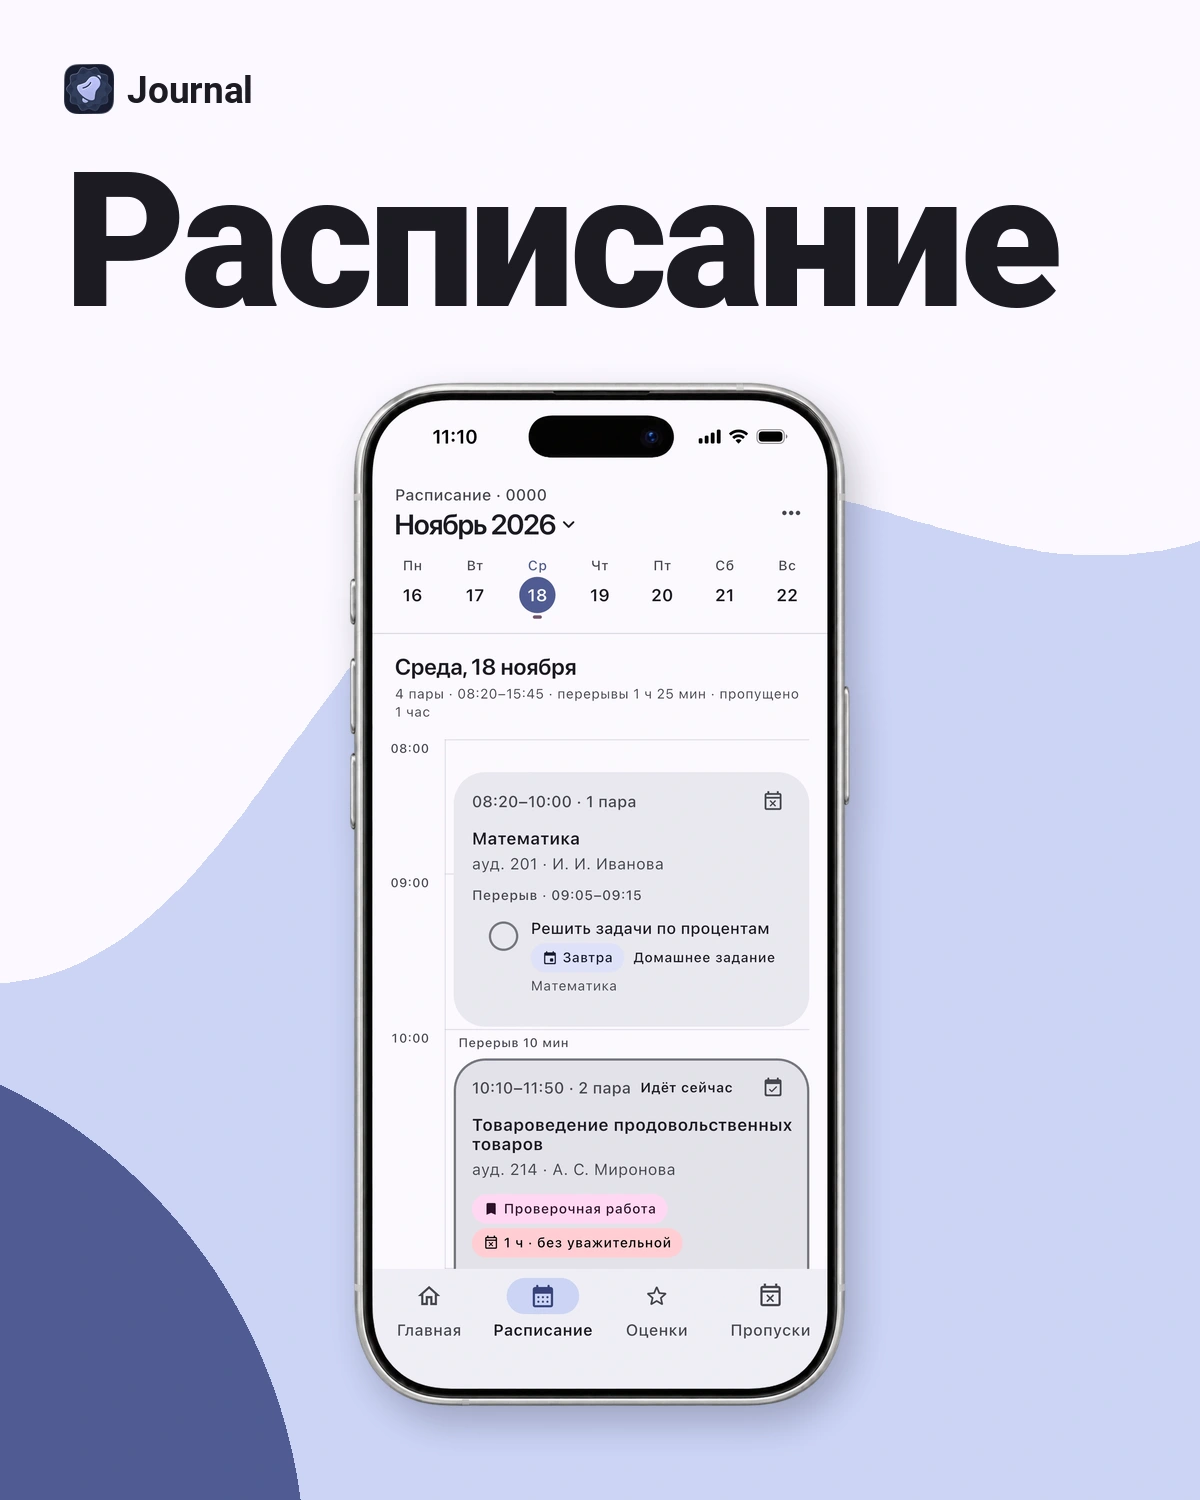 Journal
Расписание
11:10
Расписание · 0000
Ноябрь 2026
Пн Вт Ср Чт Пт Сб Вс
16 17 18 19 20 21 22
Среда, 18 ноября
4 пары · 08:20–15:45 · перерывы 1 ч 25 мин · пропущено
1 час
08:00
08:20–10:00 · 1 пара
Математика
ауд. 201 · И. И. Иванова
09:00
Перерыв · 09:05–09:15
Решить задачи по процентам
Завтра Домашнее задание
Математика
10:00
Перерыв 10 мин
10:10–11:50 · 2 пара Идёт сейчас
Товароведение продовольственных
товаров
ауд. 214 · А. С. Миронова
Проверочная работа
1 ч · без уважительной
Главная Расписание Оценки Пропуски